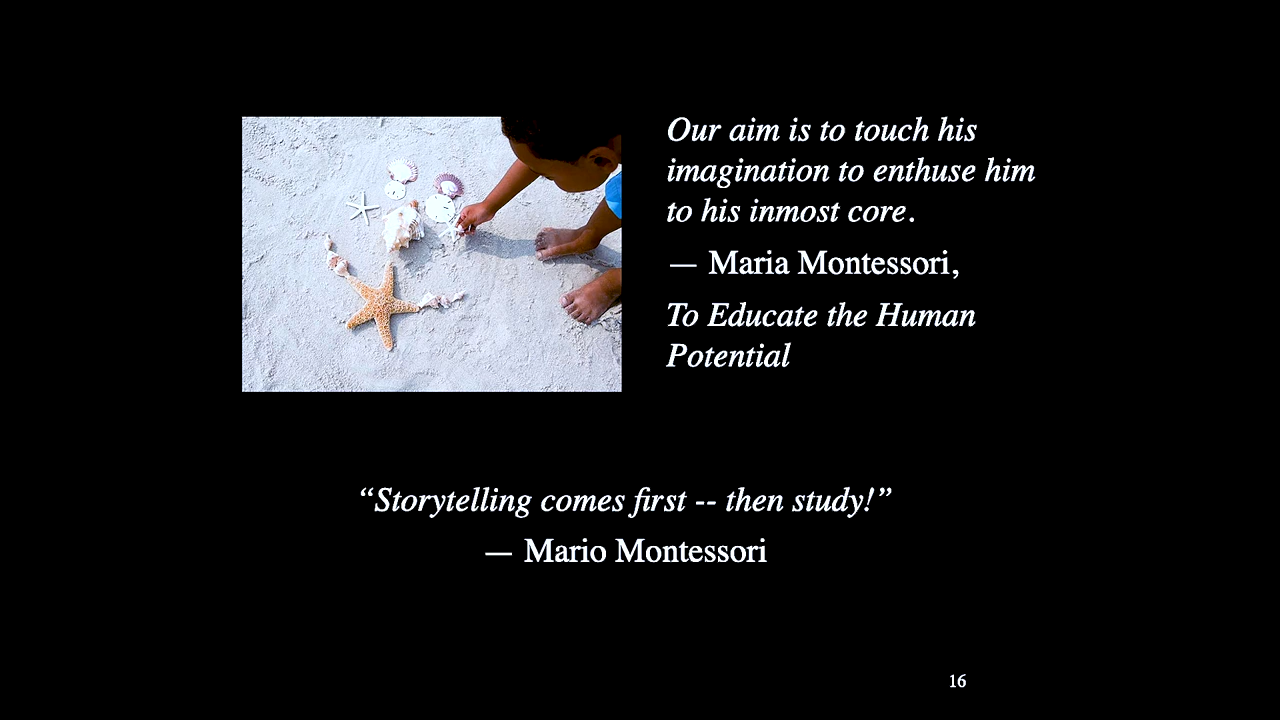 Our aim is to touch his
imagination to enthuse him
to his inmost core.
— Maria Montessori,
To Educate the Human
Potential
“Storytelling comes first -- then study!”
— Mario Montessori
16